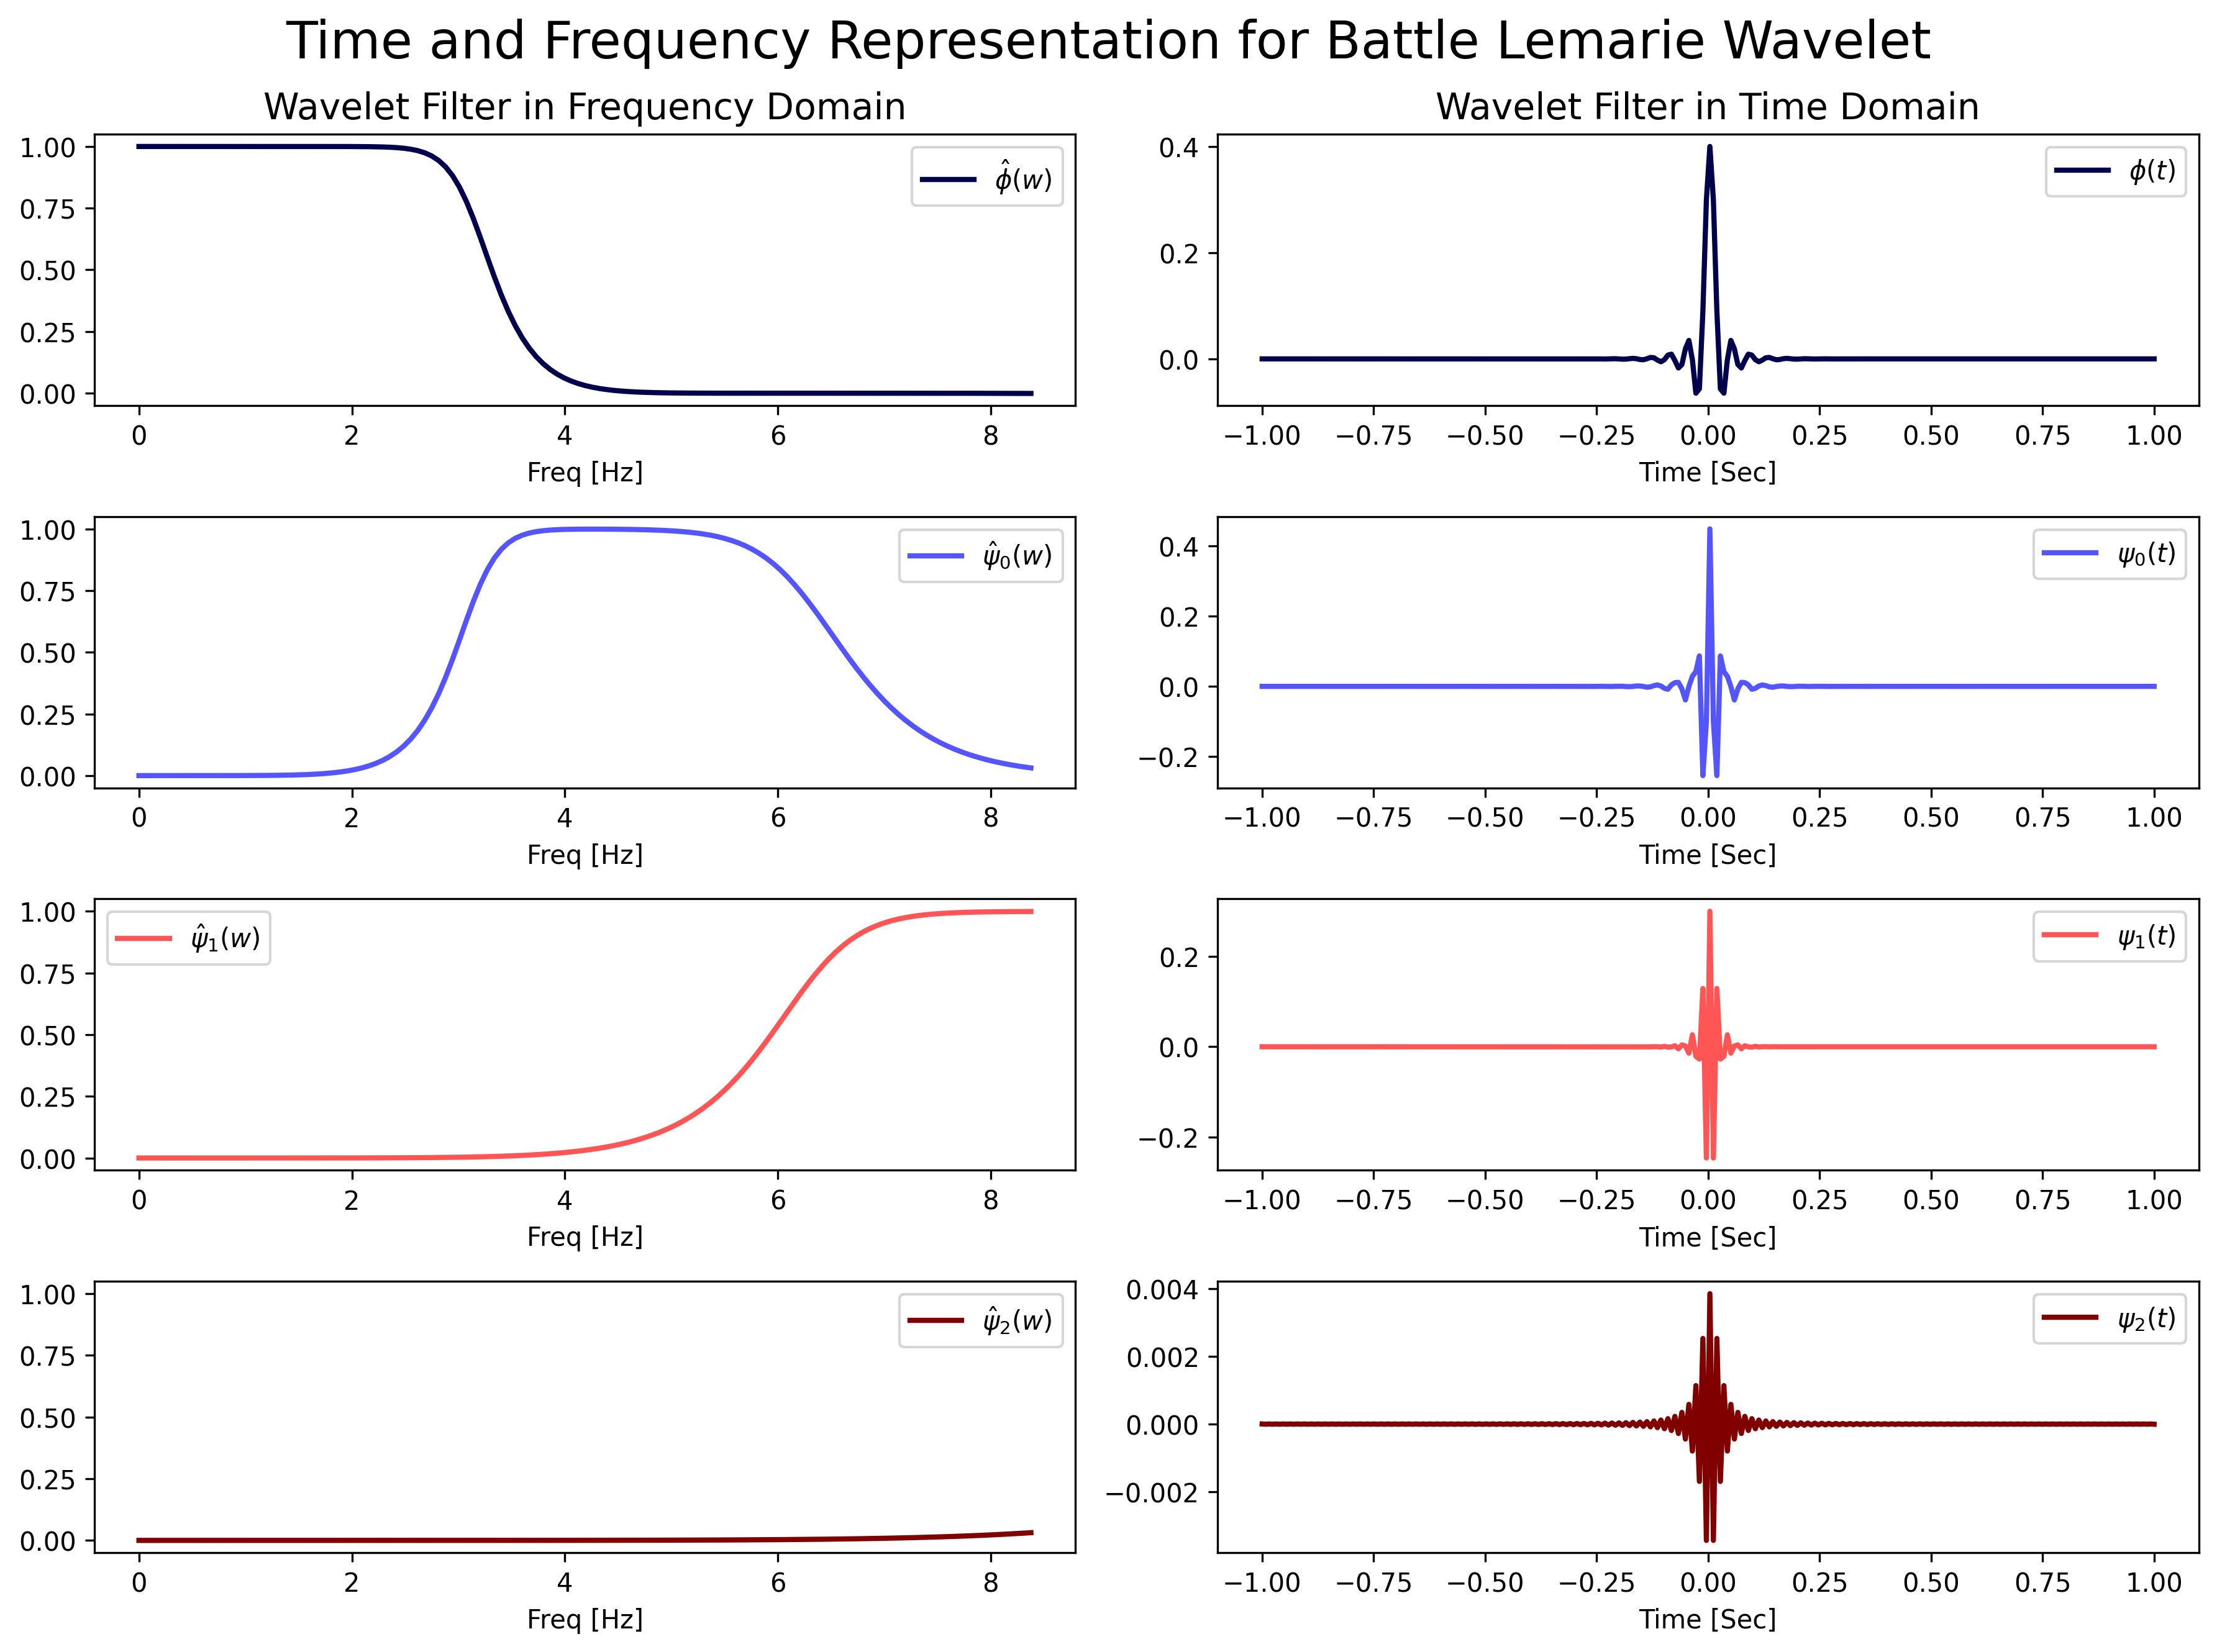 Time and Frequency Representation for Battle Lemarie Wavelet
Wavelet Filter in Frequency Domain
1.00
0.75
0.50
0.25
0.00
0 2 4 6 8
Freq [Hz]
ϕ̂(w)
Wavelet Filter in Time Domain
0.4
0.2
0.0
−1.00 −0.75 −0.50 −0.25 0.00 0.25 0.50 0.75 1.00
Time [Sec]
ϕ(t)
1.00
0.75
0.50
0.25
0.00
0 2 4 6 8
Freq [Hz]
ψ̂₀(w)
0.4
0.2
0.0
−0.2
−1.00 −0.75 −0.50 −0.25 0.00 0.25 0.50 0.75 1.00
Time [Sec]
ψ₀(t)
1.00
0.75
0.50
0.25
0.00
0 2 4 6 8
Freq [Hz]
ψ̂₁(w)
0.2
0.0
−0.2
−1.00 −0.75 −0.50 −0.25 0.00 0.25 0.50 0.75 1.00
Time [Sec]
ψ₁(t)
1.00
0.75
0.50
0.25
0.00
0 2 4 6 8
Freq [Hz]
ψ̂₂(w)
0.004
0.002
0.000
−0.002
−1.00 −0.75 −0.50 −0.25 0.00 0.25 0.50 0.75 1.00
Time [Sec]
ψ₂(t)